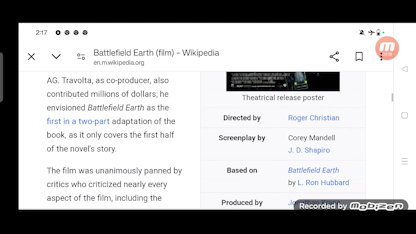 2:17
Battlefield Earth (film) - Wikipedia
en.m.wikipedia.org
AG. Travolta, as co-producer, also
contributed millions of dollars; he
envisioned Battlefield Earth as the
first in a two-part adaptation of the
book, as it only covers the first half
of the novel's story.
The film was unanimously panned by
critics who criticized nearly every
aspect of the film, including the
Theatrical release poster
Directed by Roger Christian
Screenplay by Corey Mandell
J. D. Shapiro
Based on Battlefield Earth
by L. Ron Hubbard
Produced by
Recorded by MOBIZEN